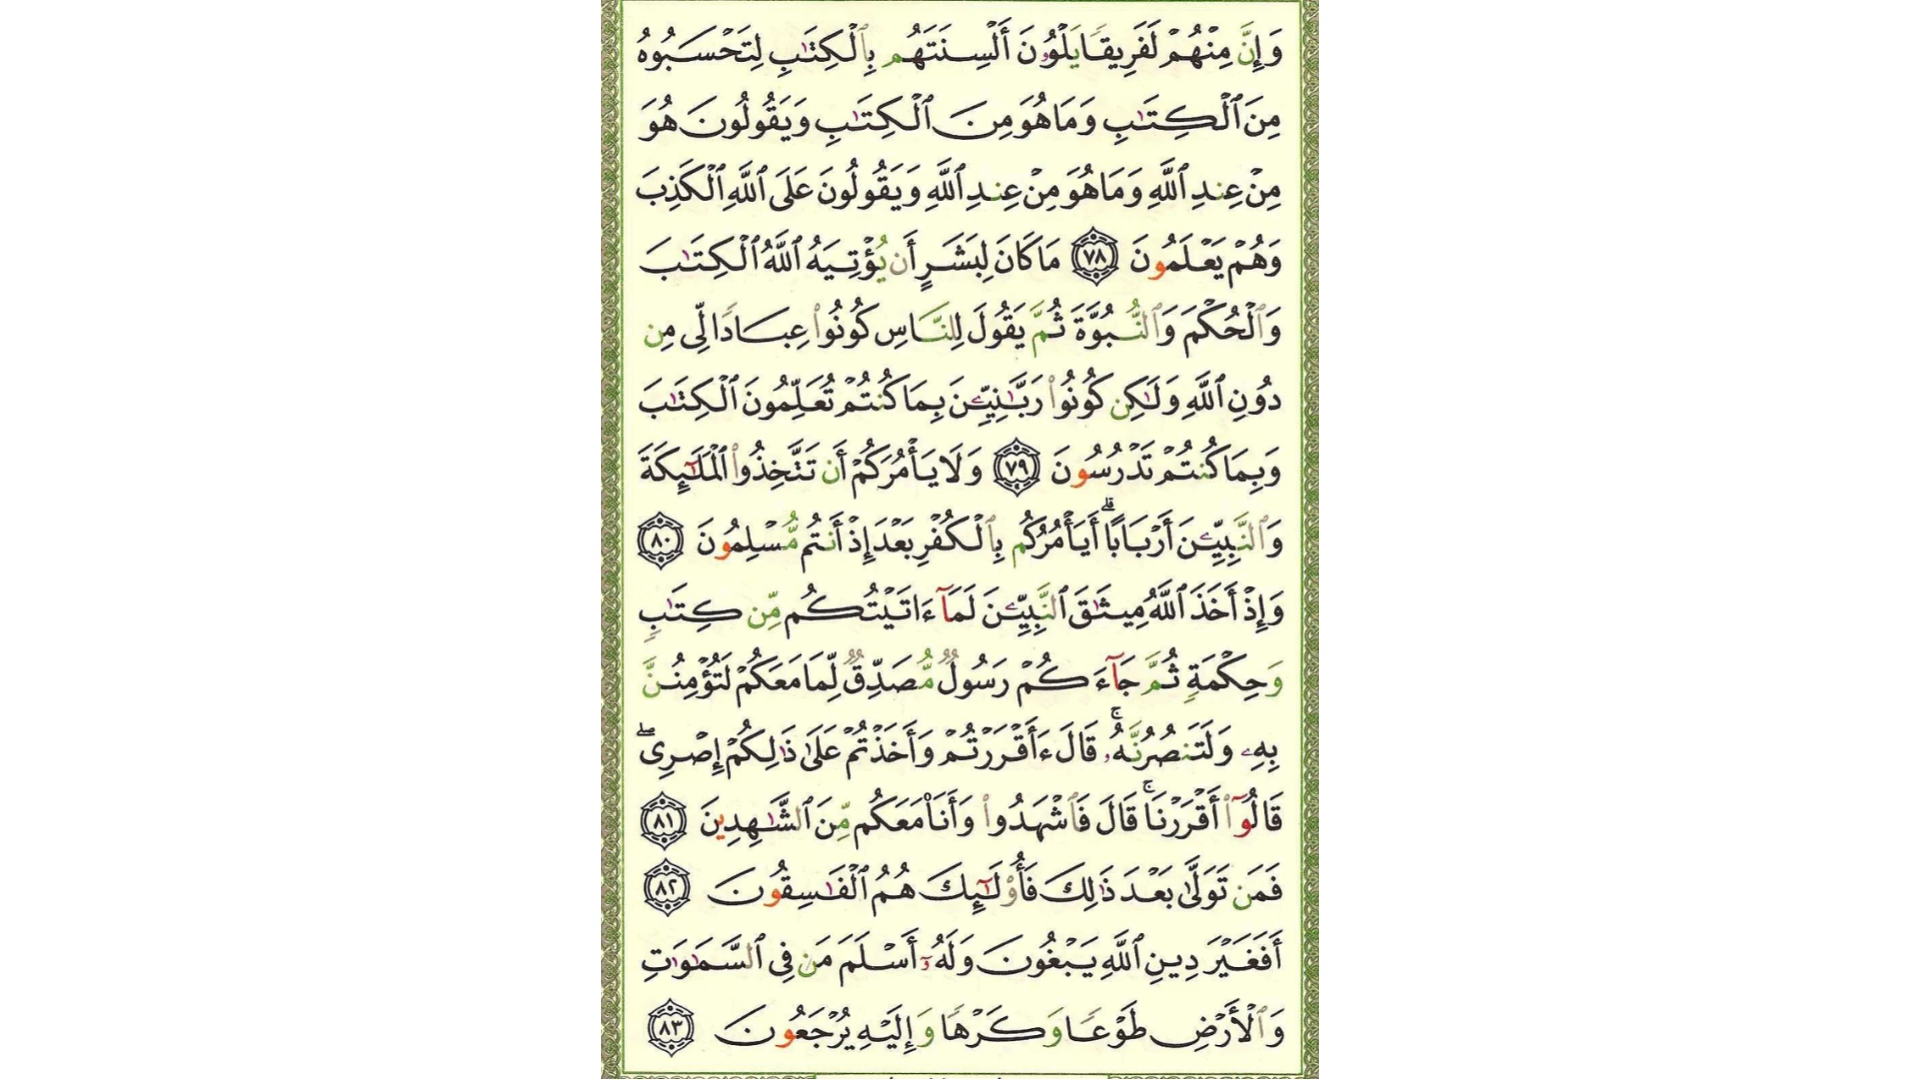 وَإِنَّ مِنْهُمْ لَفَرِيقًا يَلْوُۥنَ أَلْسِنَتَهُم بِٱلْكِتَٰبِ لِتَحْسَبُوهُ
مِنَ ٱلْكِتَٰبِ وَمَا هُوَ مِنَ ٱلْكِتَٰبِ وَيَقُولُونَ هُوَ
مِنْ عِندِ ٱللَّهِ وَمَا هُوَ مِنْ عِندِ ٱللَّهِ وَيَقُولُونَ عَلَى ٱللَّهِ ٱلْكَذِبَ
وَهُمْ يَعْلَمُونَ ٧٨ مَا كَانَ لِبَشَرٍ أَن يُؤْتِيَهُ ٱللَّهُ ٱلْكِتَٰبَ
وَٱلْحُكْمَ وَٱلنُّبُوَّةَ ثُمَّ يَقُولَ لِلنَّاسِ كُونُوا۟ عِبَادًا لِّى مِن
دُونِ ٱللَّهِ وَلَٰكِن كُونُوا۟ رَبَّٰنِيِّۦنَ بِمَا كُنتُمْ تُعَلِّمُونَ ٱلْكِتَٰبَ
وَبِمَا كُنتُمْ تَدْرُسُونَ ٧٩ وَلَا يَأْمُرَكُمْ أَن تَتَّخِذُوا۟ ٱلْمَلَٰٓئِكَةَ
وَٱلنَّبِيِّۦنَ أَرْبَابًا ۗ أَيَأْمُرُكُم بِٱلْكُفْرِ بَعْدَ إِذْ أَنتُم مُّسْلِمُونَ ٨٠
وَإِذْ أَخَذَ ٱللَّهُ مِيثَٰقَ ٱلنَّبِيِّۦنَ لَمَآ ءَاتَيْتُكُم مِّن كِتَٰبٍ
وَحِكْمَةٍ ثُمَّ جَآءَكُمْ رَسُولٌ مُّصَدِّقٌ لِّمَا مَعَكُمْ لَتُؤْمِنُنَّ
بِهِۦ وَلَتَنصُرُنَّهُۥ ۚ قَالَ ءَأَقْرَرْتُمْ وَأَخَذْتُمْ عَلَىٰ ذَٰلِكُمْ إِصْرِى ۖ
قَالُوٓا۟ أَقْرَرْنَا ۚ قَالَ فَٱشْهَدُوا۟ وَأَنَا۠ مَعَكُم مِّنَ ٱلشَّٰهِدِينَ ٨١
فَمَن تَوَلَّىٰ بَعْدَ ذَٰلِكَ فَأُو۟لَٰٓئِكَ هُمُ ٱلْفَٰسِقُونَ ٨٢
أَفَغَيْرَ دِينِ ٱللَّهِ يَبْغُونَ وَلَهُۥٓ أَسْلَمَ مَن فِى ٱلسَّمَٰوَٰتِ
وَٱلْأَرْضِ طَوْعًا وَكَرْهًا وَإِلَيْهِ يُرْجَعُونَ ٨٣